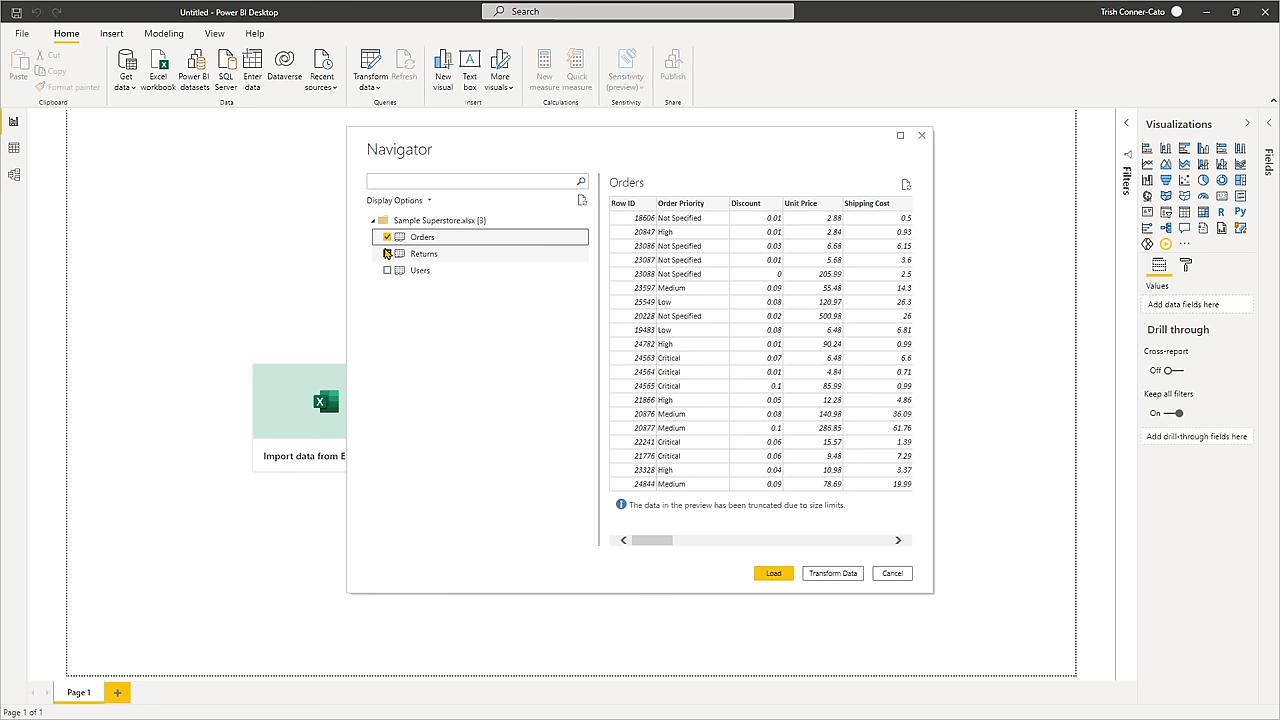 Untitled - Power BI Desktop
Search
Trish Conner-Cato
File Home Insert Modeling View Help
Paste
Cut
Copy
Format painter
Clipboard
Get data
Excel workbook
Power BI datasets
SQL Server
Enter data
Dataverse
Recent sources
Data
Transform data
Refresh
Queries
New visual
Text box
More visuals
Insert
New measure
Quick measure
Calculations
Sensitivity (preview)
Sensitivity
Publish
Share
Navigator
Display Options
Sample Superstore.xlsx [3]
Orders
Returns
Users
Orders
Row ID Order Priority Discount Unit Price Shipping Cost
18606 Not Specified 0.01 2.88 0.5
20847 High 0.01 2.84 0.93
23086 Not Specified 0.03 6.68 6.15
23087 Not Specified 0.01 5.68 3.6
23088 Not Specified 0 205.99 2.5
23597 Medium 0.09 55.48 14.3
25549 Low 0.08 120.97 26.3
20228 Not Specified 0.02 500.98 26
19483 Low 0.08 6.48 6.81
24782 High 0.01 90.24 0.99
24563 Critical 0.07 6.48 6.6
24564 Critical 0.01 4.84 0.71
24565 Critical 0.1 85.99 0.99
21866 High 0.05 12.28 4.86
20876 Medium 0.08 140.98 36.09
20877 Medium 0.1 286.85 61.76
22241 Critical 0.06 15.57 1.39
21776 Critical 0.06 9.48 7.29
23328 High 0.04 10.98 3.37
24844 Medium 0.09 78.69 19.99
The data in the preview has been truncated due to size limits.
Load
Transform Data
Cancel
Import data from E
Filters
Visualizations
R
Py
Values
Add data fields here
Drill through
Cross-report
Off
Keep all filters
On
Add drill-through fields here
Fields
Page 1
Page 1 of 1